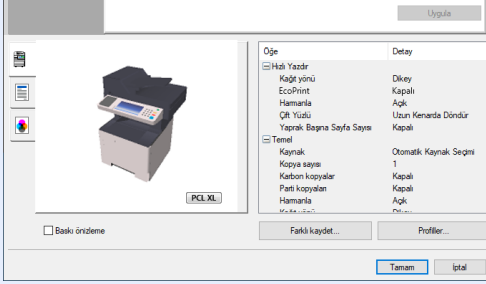 Uygula
Öğe Detay
Hızlı Yazdır
Kağıt yönü Dikey
EcoPrint Kapalı
Harmanla Açık
Çift Yüzlü Uzun Kenarda Döndür
Yaprak Başına Sayfa Sayısı Kapalı
Temel
Kaynak Otomatik Kaynak Seçimi
Kopya sayısı 1
Karbon kopyalar Kapalı
Parti kopyaları Kapalı
Harmanla Açık
PCL XL
Baskı önizleme
Farklı kaydet...
Profiller...
Tamam
İptal